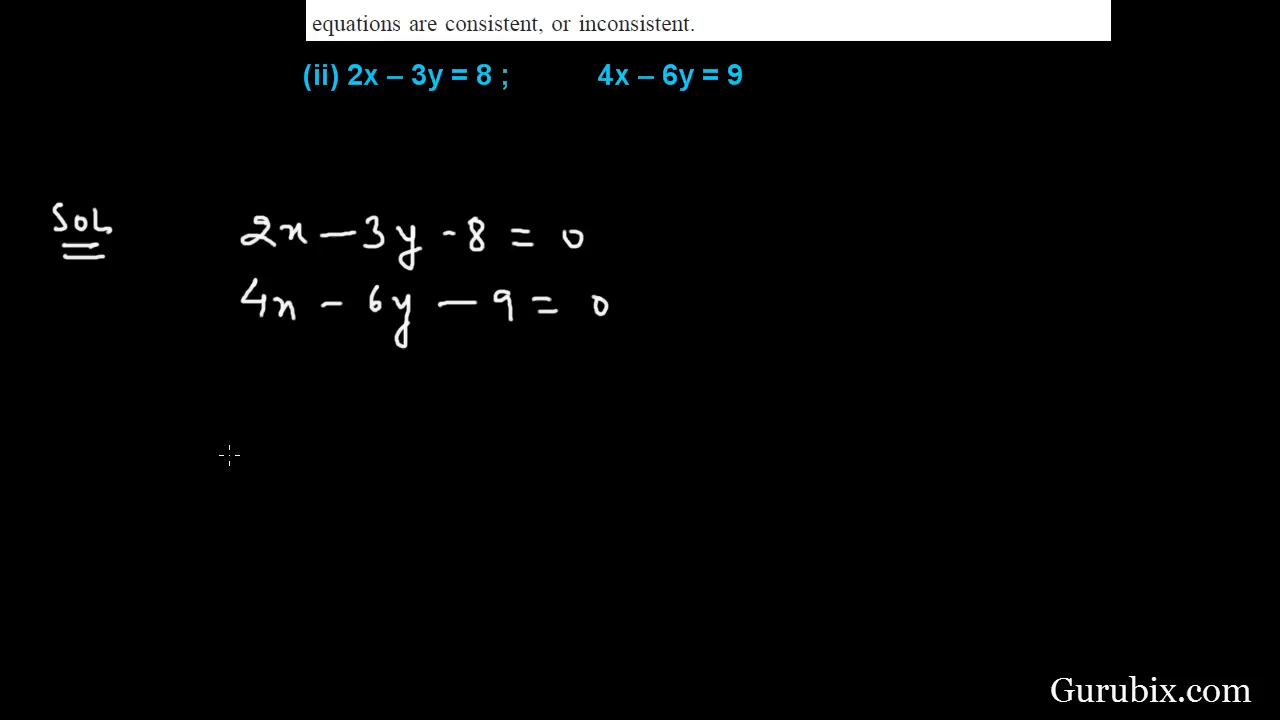 equations are consistent, or inconsistent.
(ii) 2x – 3y = 8 ; 4x – 6y = 9
Sol.
2x – 3y - 8 = 0
4x - 6y – 9 = 0
Gurubix.com